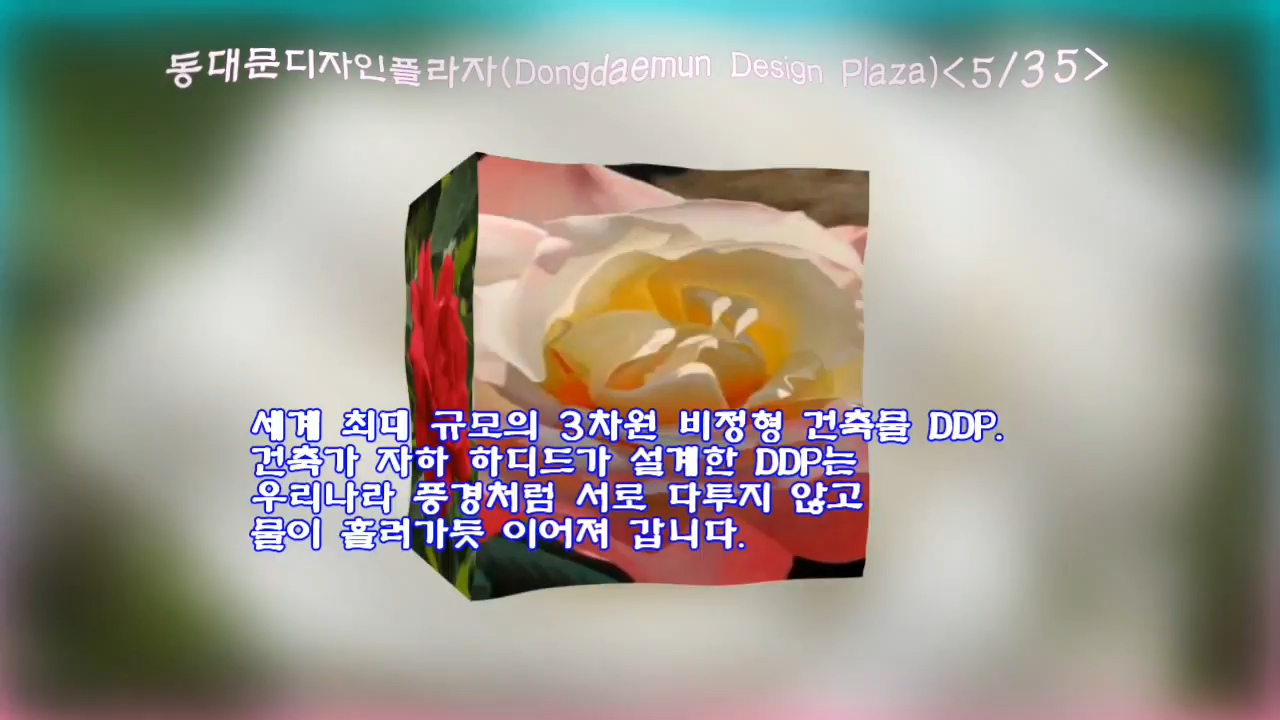 동대문디자인플라자(Dongdaemun Design Plaza)<5/35>
세계 최대 규모의 3차원 비정형 건축물 DDP.
건축가 자하 하디드가 설계한 DDP는
우리나라 풍경처럼 서로 다투지 않고
물이 흘러가듯 이어져 갑니다.